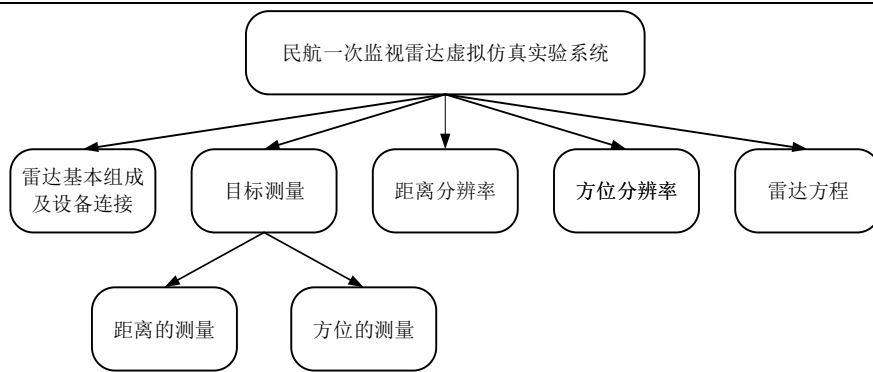 民航一次监视雷达虚拟仿真实验系统
雷达基本组成
及设备连接
目标测量
距离分辨率
方位分辨率
雷达方程
距离的测量
方位的测量